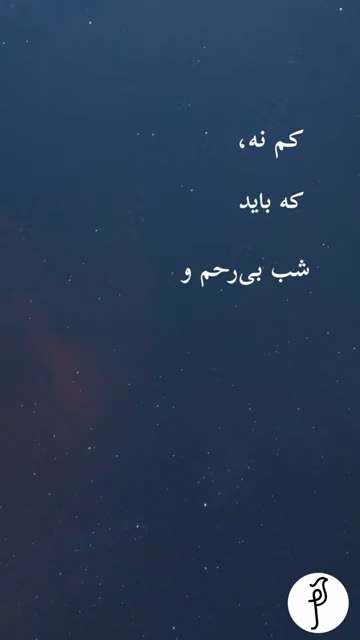 کم نه،
که باید
شب بی‌رحم و